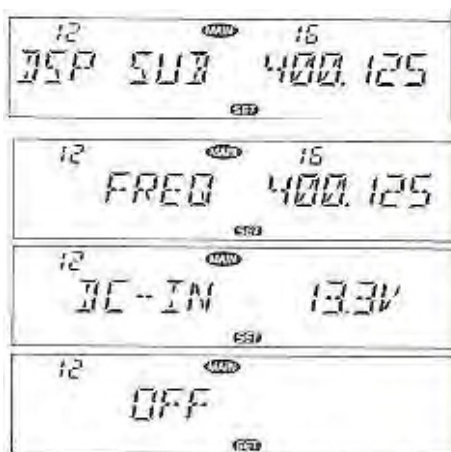 12 MAIN 16
DSP SUB 400.125
SET
12 MAIN 16
FREQ 400.125
SET
12 MAIN
DC-IN 13.3V
SET
12 MAIN
OFF
SET